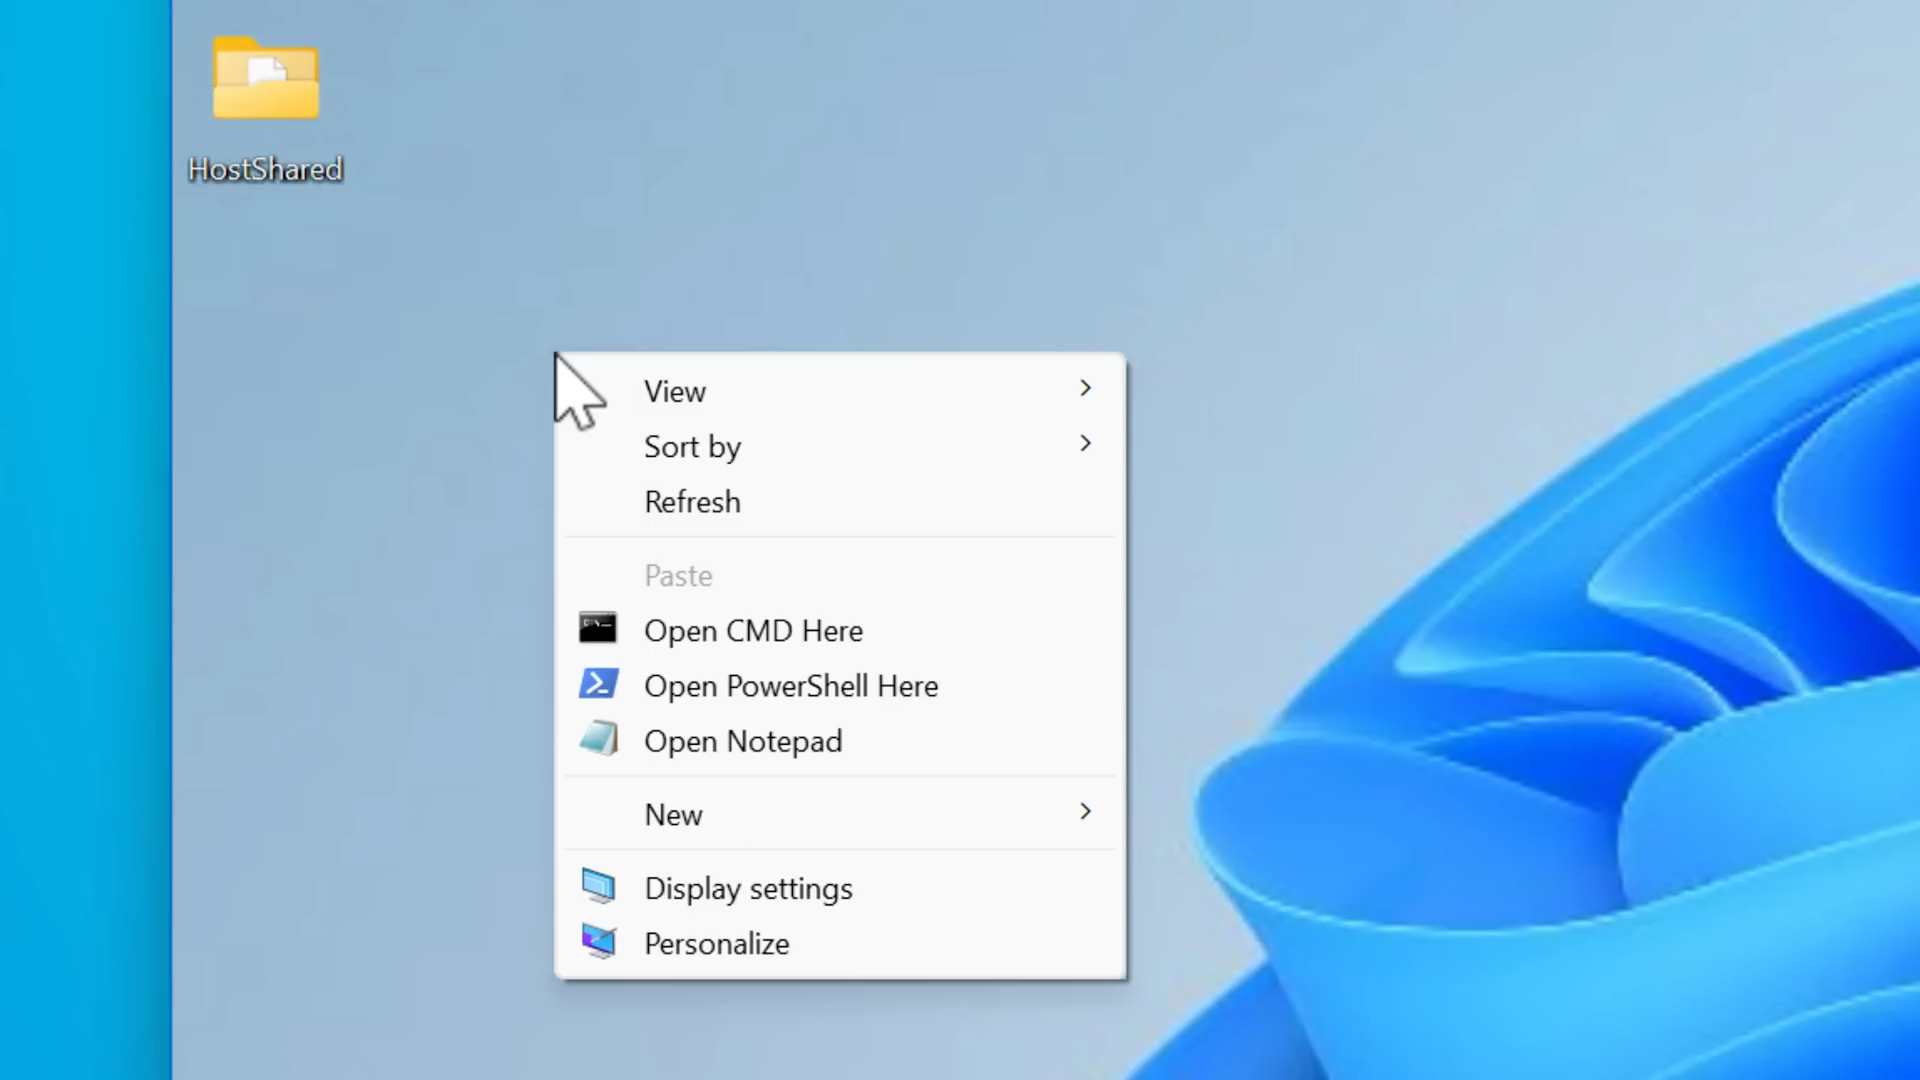 HostShared
View
Sort by
Refresh
Paste
Open CMD Here
Open PowerShell Here
Open Notepad
New
Display settings
Personalize